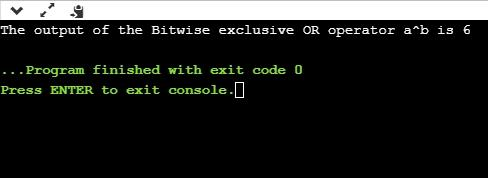 The output of the Bitwise exclusive OR operator a^b is 6
...Program finished with exit code 0
Press ENTER to exit console.